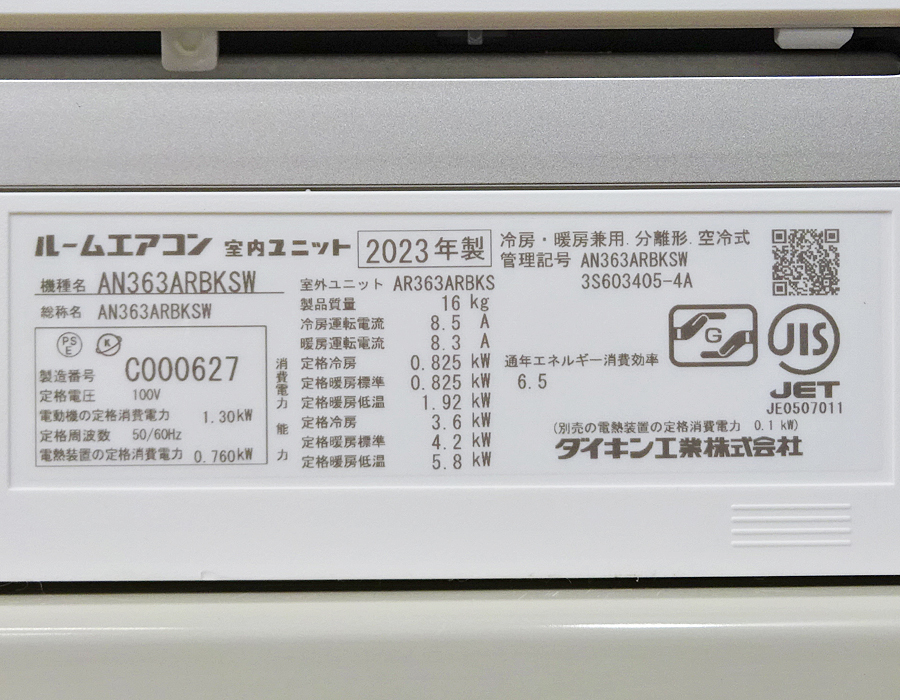 ルームエアコン 室内ユニット 2023年製
冷房・暖房兼用.分離形.空冷式
管理記号 AN363ARBKSW
3S603405-4A
機種名 AN363ARBKSW
総称名 AN363ARBKSW
PS
E
K
製造番号 C000627
定格電圧 100V
電動機の定格消費電力 1.30kW
定格周波数 50/60Hz
電熱装置の定格消費電力 0.760kW
室外ユニット AR363ARBKS
製品質量 16 kg
冷房運転電流 8.5 A
暖房運転電流 8.3 A
消費電力
定格冷房 0.825 kW
定格暖房標準 0.825 kW
定格暖房低温 1.92 kW
能力
定格冷房 3.6 kW
定格暖房標準 4.2 kW
定格暖房低温 5.8 kW
通年エネルギー消費効率
6.5
G
JIS
JET
JE0507011
(別売の電熱装置の定格消費電力 0.1 kW)
ダイキン工業株式会社